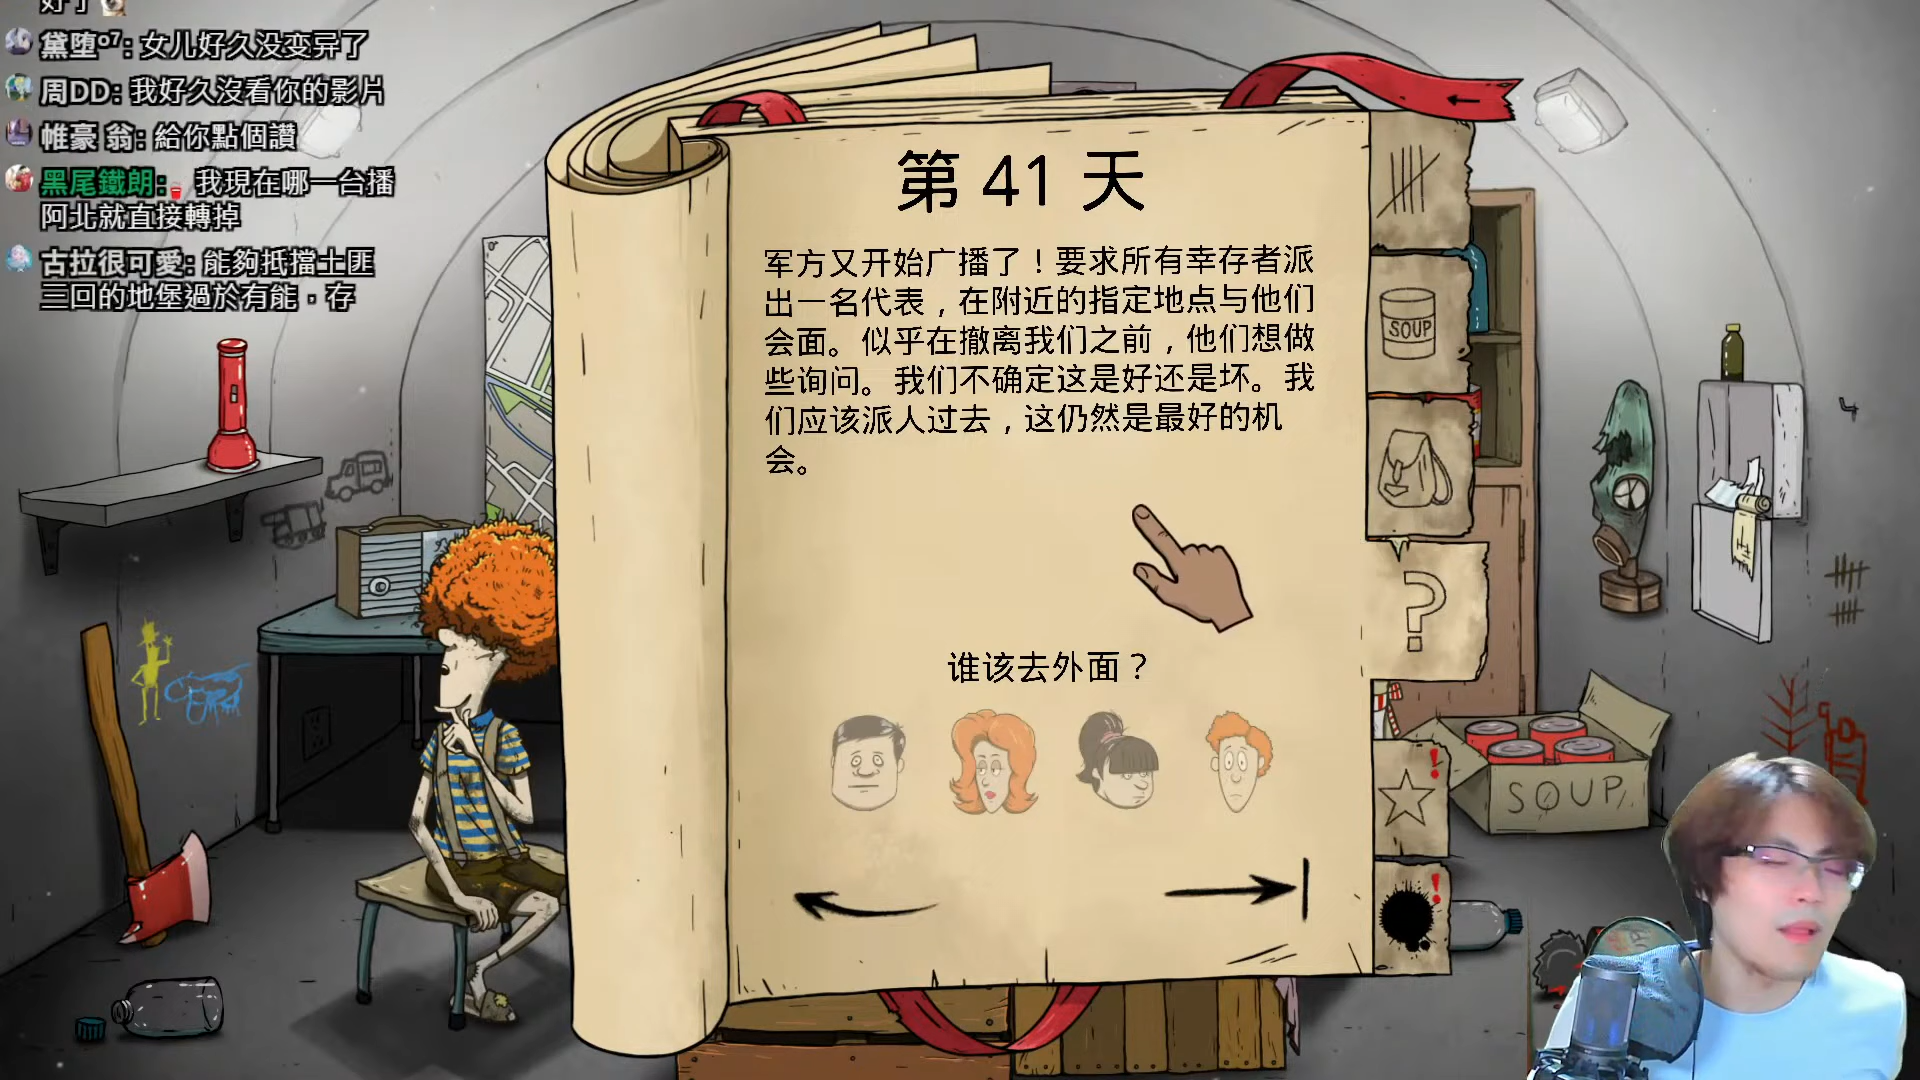 黛堕º⁷: 女儿好久没变异了
周DD: 我好久沒看你的影片
帷豪 翁: 給你點個讚
黑尾鐵朗: 我現在哪一台播
阿北就直接轉掉
古拉很可愛: 能夠抵擋土匪
三回的地堡過於有能·存
第 41 天
军方又开始广播了！要求所有幸存者派
出一名代表，在附近的指定地点与他们
会面。似乎在撤离我们之前，他们想做
些询问。我们不确定这是好还是坏。我
们应该派人过去，这仍然是最好的机
会。
谁该去外面？
SOUP
?
SOUP